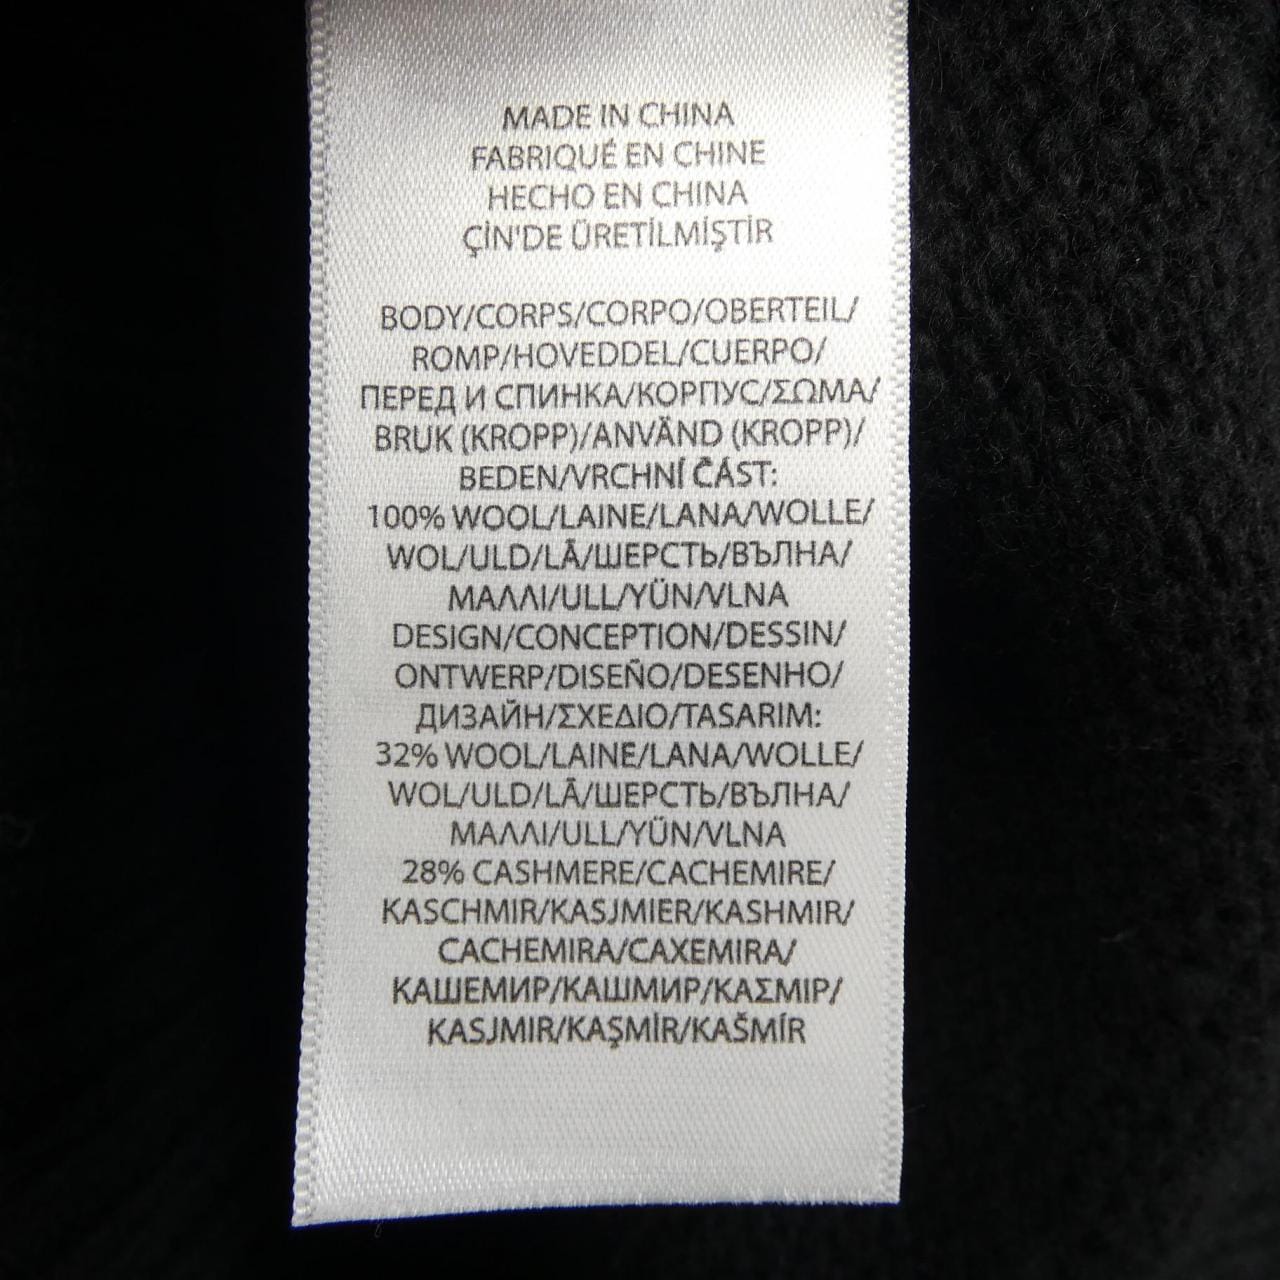 MADE IN CHINA
FABRIQUÉ EN CHINE
HECHO EN CHINA
ÇİN'DE ÜRETİLMİŞTİR
BODY/CORPS/CORPO/OBERTEIL/
ROMP/HOVEDDEL/CUERPO/
ПЕРЕД И СПИНКА/КОРПУС/ΣΩΜΑ/
BRUK (KROPP)/ANVÄND (KROPP)/
BEDEN/VRCHNÍ ČÁST:
100% WOOL/LAINE/LANA/WOLLE/
WOL/ULD/LÃ/ШЕРСТЬ/ВЪЛНА/
ΜΑΛΛΙ/ULL/YÜN/VLNA
DESIGN/CONCEPTION/DESSIN/
ONTWERP/DISEÑO/DESENHO/
ДИЗАЙН/ΣΧΕΔΙΟ/TASARIM:
32% WOOL/LAINE/LANA/WOLLE/
WOL/ULD/LÃ/ШЕРСТЬ/ВЪЛНА/
ΜΑΛΛΙ/ULL/YÜN/VLNA
28% CASHMERE/CACHEMIRE/
KASCHMIR/KASJMIER/KASHMIR/
CACHEMIRA/CAXEMIRA/
КАШЕМИР/КАШМИР/ΚΑΣΜΙΡ/
KASJMIR/KAŞMİR/KAŠMÍR